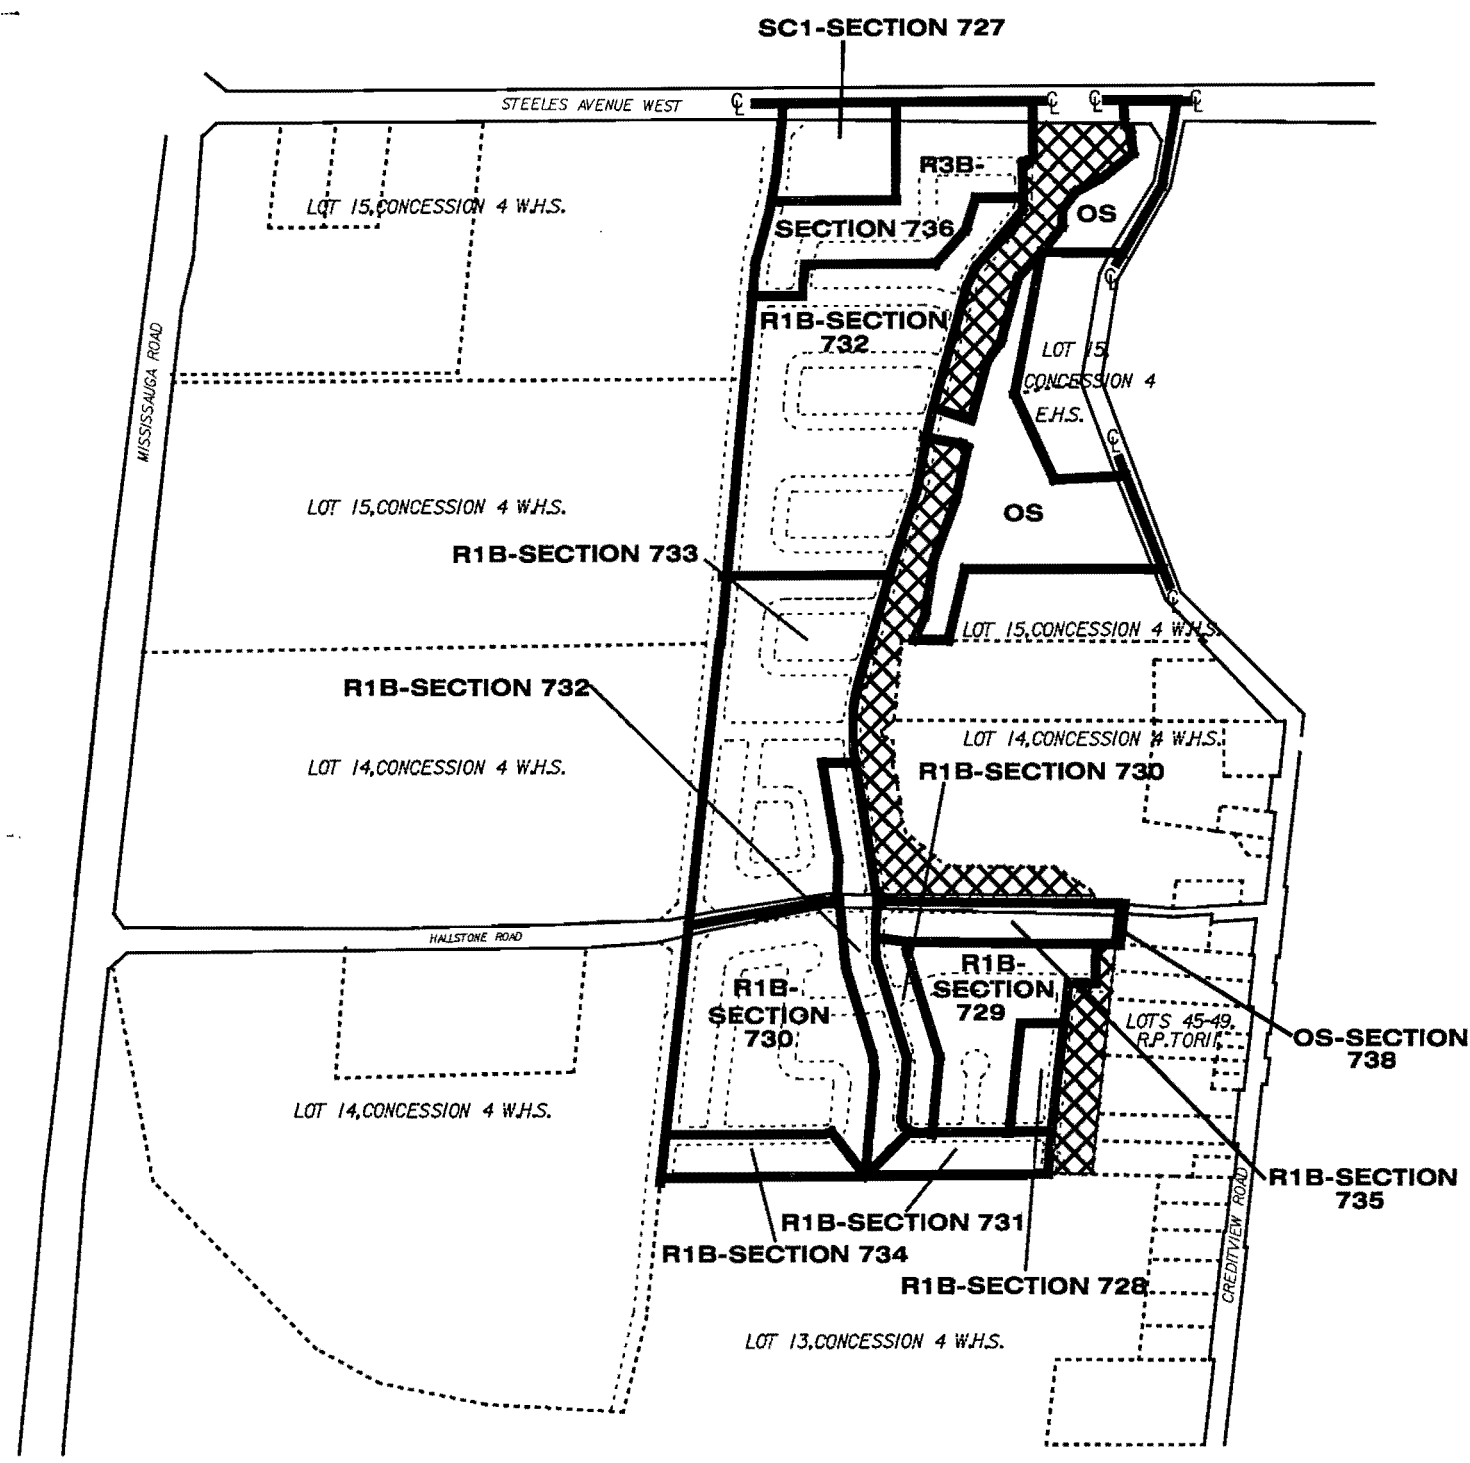 SC1-SECTION 727
STEELES AVENUE WEST
℄
℄
℄
℄
R3B-
LOT 15,CONCESSION 4 W.H.S.
OS
SECTION 736
℄
R1B-SECTION
732
MISSISSAUGA ROAD
LOT 15,
CONCESSION 4
E.H.S.
℄
LOT 15,CONCESSION 4 W.H.S.
OS
R1B-SECTION 733
℄
LOT 15,CONCESSION 4 W.H.S.
R1B-SECTION 732
LOT 14,CONCESSION 4 W.H.S.
LOT 14,CONCESSION 4 W.H.S.
R1B-SECTION 730
HALLSTONE ROAD
R1B-
SECTION
729
R1B-
SECTION
730
LOTS 45-49,
R.P.TORII
OS-SECTION
738
LOT 14,CONCESSION 4 W.H.S.
R1B-SECTION
735
CREDITVIEW ROAD
R1B-SECTION 731
R1B-SECTION 734
R1B-SECTION 728
LOT 13,CONCESSION 4 W.H.S.